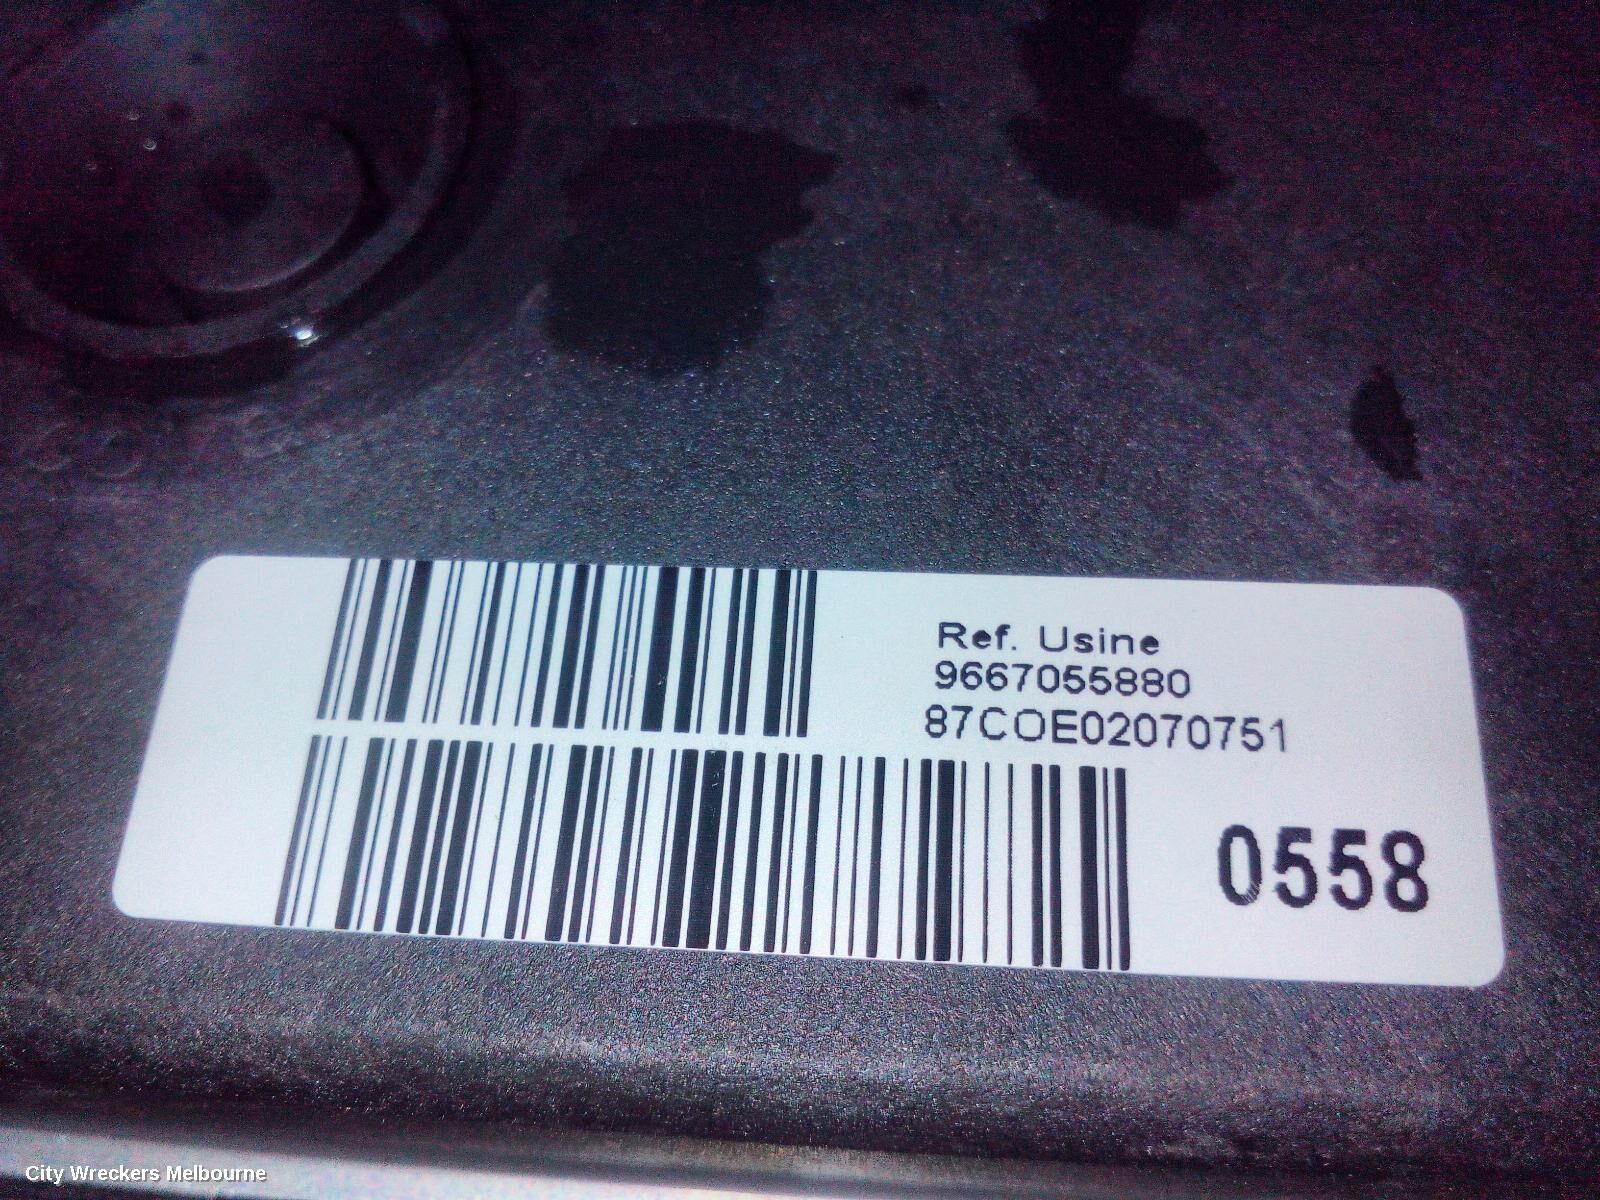 Ref. Usine
9667055880
87COE02070751
0558
City Wreckers Melbourne